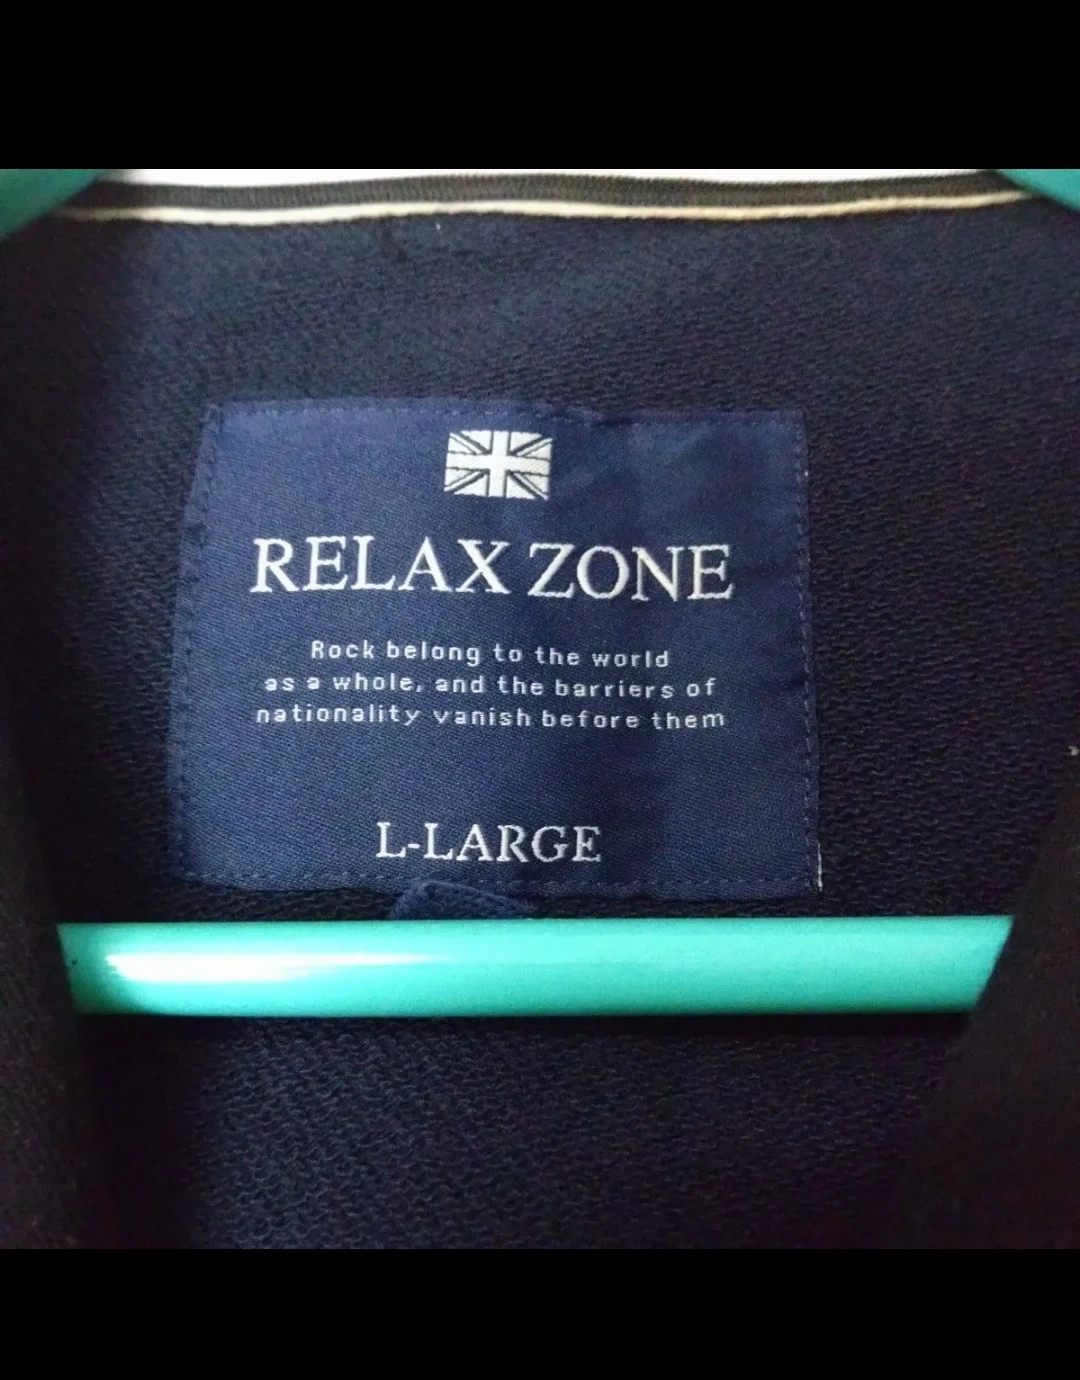 RELAX ZONE
Rock belong to the world
as a whole, and the barriers of
nationality vanish before them
L-LARGE